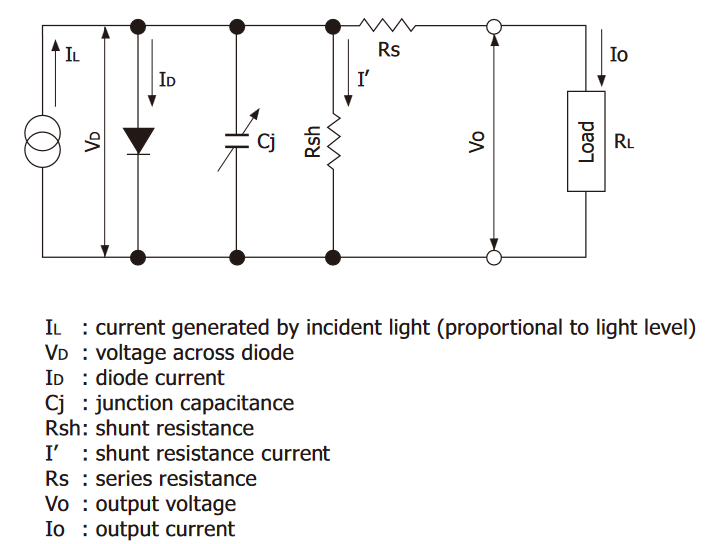 IL
VD
ID
Cj
Rsh
I′
Rs
Vo
Io
Load
RL
IL : current generated by incident light (proportional to light level)
VD : voltage across diode
ID : diode current
Cj : junction capacitance
Rsh: shunt resistance
I′ : shunt resistance current
Rs : series resistance
Vo : output voltage
Io : output current